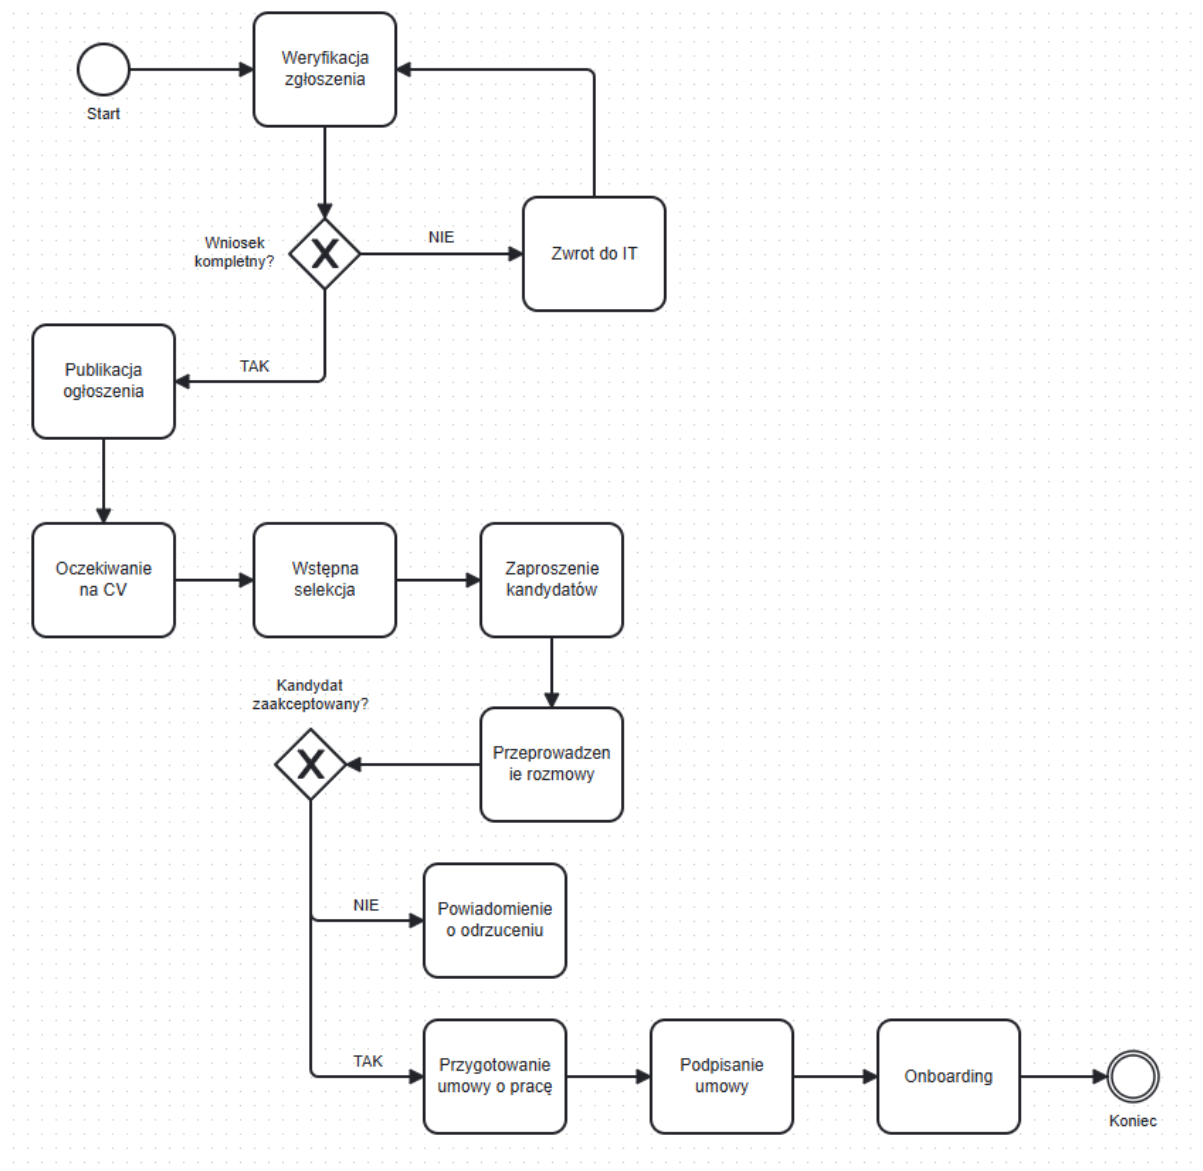 Weryfikacja
zgłoszenia
Start
Wniosek
kompletny?
NIE
Zwrot do IT
TAK
Publikacja
ogłoszenia
Oczekiwanie
na CV
Wstępna
selekcja
Zaproszenie
kandydatów
Kandydat
zaakceptowany?
Przeprowadzen
ie rozmowy
NIE
Powiadomienie
o odrzuceniu
TAK
Przygotowanie
umowy o pracę
Podpisanie
umowy
Onboarding
Koniec